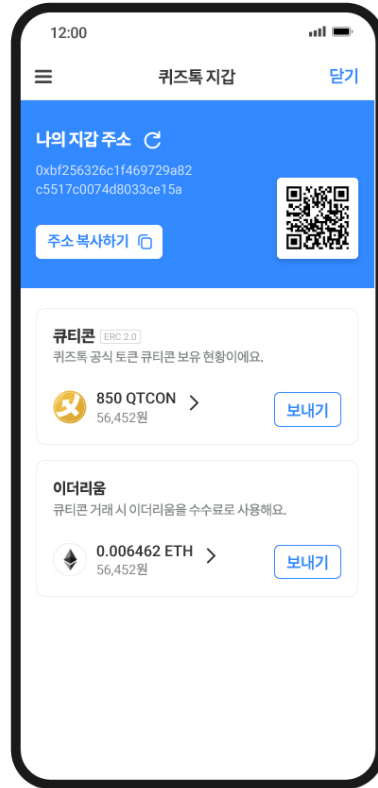 12:00
퀴즈톡 지갑
닫기
나의 지갑 주소
0xbf256326c1f469729a82
c5517c0074d8033ce15a
주소 복사하기
큐티콘 ERC 2.0
퀴즈톡 공식 토큰 큐티콘 보유 현황이에요.
850 QTCON
56,452원
보내기
이더리움
큐티콘 거래 시 이더리움을 수수료로 사용해요.
0.006462 ETH
56,452원
보내기